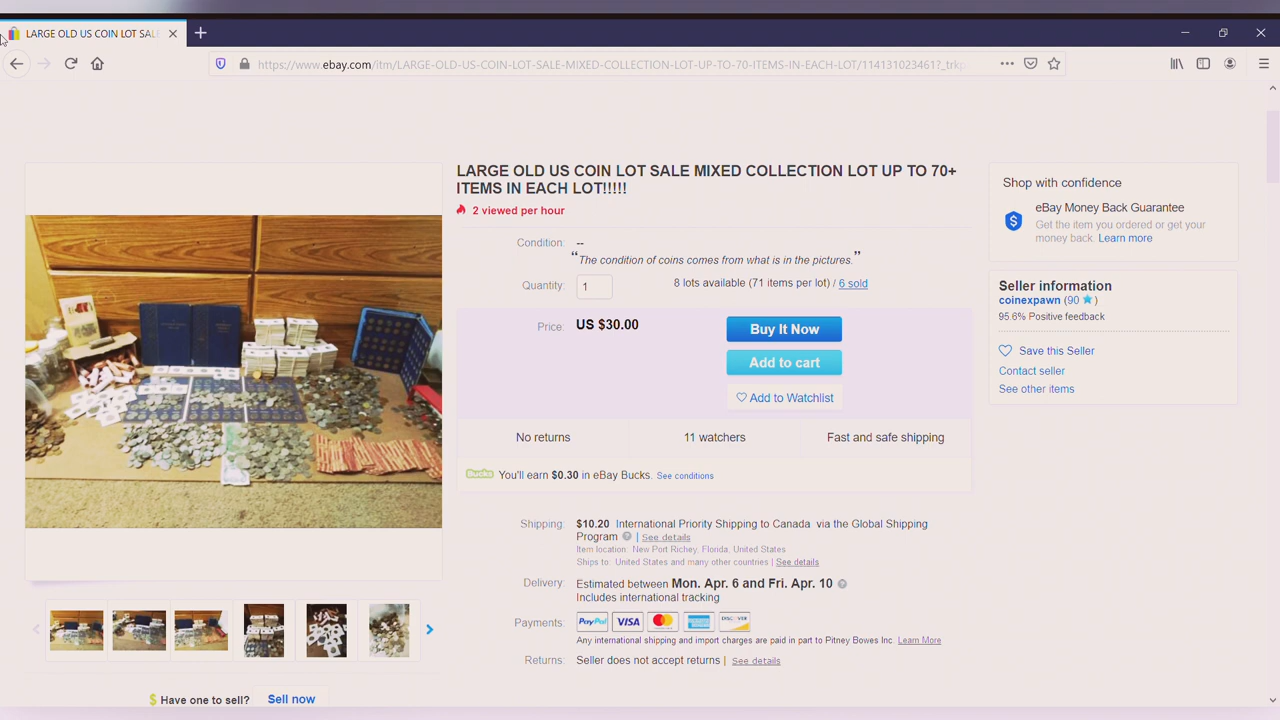 LARGE OLD US COIN LOT SAL
https://www.ebay.com/itm/LARGE-OLD-US-COIN-LOT-SALE-MIXED-COLLECTION-LOT-UP-TO-70-ITEMS-IN-EACH-LOT/114131023461?_trkp
LARGE OLD US COIN LOT SALE MIXED COLLECTION LOT UP TO 70+
ITEMS IN EACH LOT!!!!!
2 viewed per hour
Condition: --
“The condition of coins comes from what is in the pictures.”
Quantity: 1 8 lots available (71 items per lot) / 6 sold
Price: US $30.00
Buy It Now
Add to cart
Add to Watchlist
No returns 11 watchers Fast and safe shipping
Bucks You'll earn $0.30 in eBay Bucks. See conditions
Shipping: $10.20 International Priority Shipping to Canada via the Global Shipping
Program | See details
Item location: New Port Richey, Florida, United States
Ships to: United States and many other countries | See details
Delivery: Estimated between Mon. Apr. 6 and Fri. Apr. 10
Includes international tracking
Payments: PayPal VISA DISCOVER
Any international shipping and import charges are paid in part to Pitney Bowes Inc. Learn More
Returns: Seller does not accept returns | See details
Shop with confidence
eBay Money Back Guarantee
Get the item you ordered or get your
money back. Learn more
Seller information
coinexpawn (90)
95.6% Positive feedback
Save this Seller
Contact seller
See other items
Have one to sell? Sell now